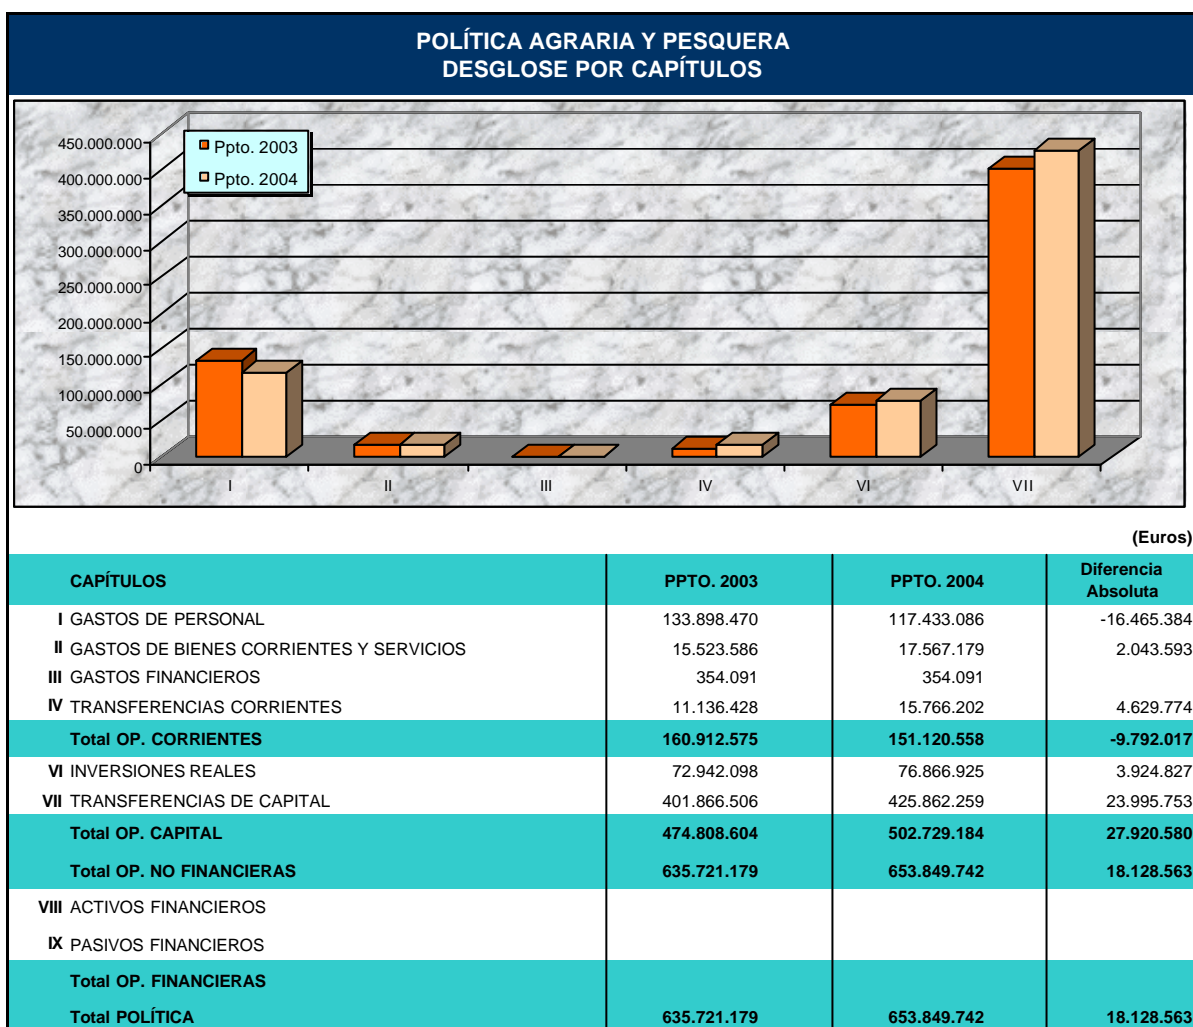 POLÍTICA AGRARIA Y PESQUERA
DESGLOSE POR CAPÍTULOS
450.000.000
400.000.000
350.000.000
300.000.000
250.000.000
200.000.000
150.000.000
100.000.000
50.000.000
0
Ppto. 2003
Ppto. 2004
I II III IV VI VII
(Euros)
CAPÍTULOS PPTO. 2003 PPTO. 2004 Diferencia Absoluta
I GASTOS DE PERSONAL 133.898.470 117.433.086 -16.465.384
II GASTOS DE BIENES CORRIENTES Y SERVICIOS 15.523.586 17.567.179 2.043.593
III GASTOS FINANCIEROS 354.091 354.091
IV TRANSFERENCIAS CORRIENTES 11.136.428 15.766.202 4.629.774
Total OP. CORRIENTES 160.912.575 151.120.558 -9.792.017
VI INVERSIONES REALES 72.942.098 76.866.925 3.924.827
VII TRANSFERENCIAS DE CAPITAL 401.866.506 425.862.259 23.995.753
Total OP. CAPITAL 474.808.604 502.729.184 27.920.580
Total OP. NO FINANCIERAS 635.721.179 653.849.742 18.128.563
VIII ACTIVOS FINANCIEROS
IX PASIVOS FINANCIEROS
Total OP. FINANCIERAS
Total POLÍTICA 635.721.179 653.849.742 18.128.563